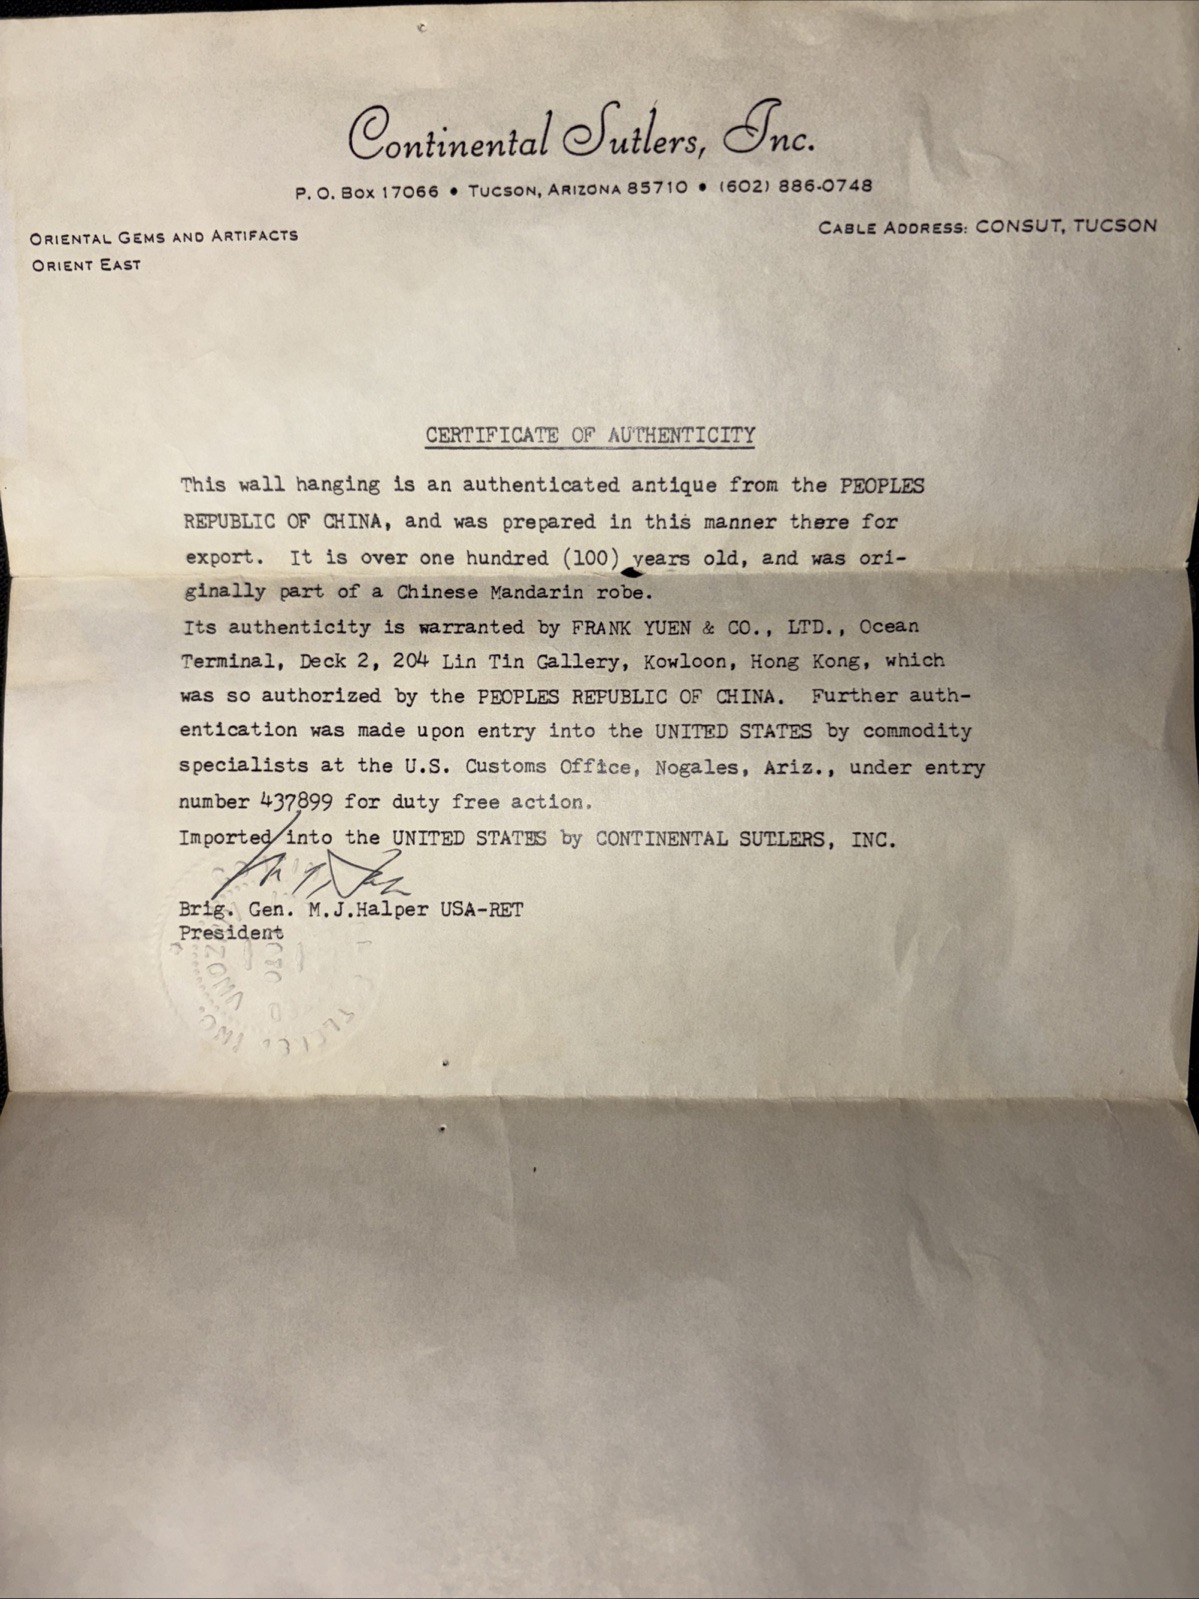 Continental Sutlers, Inc.
P. O. Box 17066 • Tucson, Arizona 85710 • (602) 886-0748
Oriental Gems and Artifacts
Orient East
Cable Address: CONSUT, TUCSON
CERTIFICATE OF AUTHENTICITY
This wall hanging is an authenticated antique from the PEOPLES
REPUBLIC OF CHINA, and was prepared in this manner there for
export. It is over one hundred (100) years old, and was ori-
ginally part of a Chinese Mandarin robe.
Its authenticity is warranted by FRANK YUEN & CO., LTD., Ocean
Terminal, Deck 2, 204 Lin Tin Gallery, Kowloon, Hong Kong, which
was so authorized by the PEOPLES REPUBLIC OF CHINA. Further auth-
entication was made upon entry into the UNITED STATES by commodity
specialists at the U.S. Customs Office, Nogales, Ariz., under entry
number 437899 for duty free action.
Imported into the UNITED STATES by CONTINENTAL SUTLERS, INC.
Brig. Gen. M.J.Halper USA-RET
President